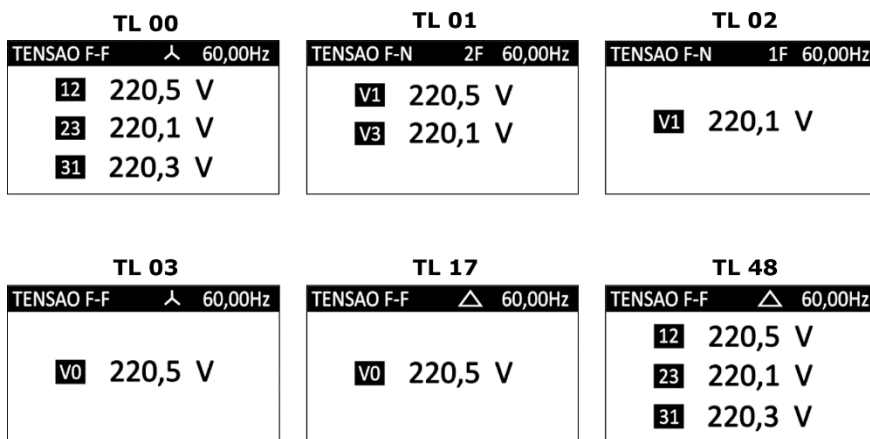 TL 00
TENSAO F-F 60,00Hz
12 220,5 V
23 220,1 V
31 220,3 V
TL 01
TENSAO F-N 2F 60,00Hz
V1 220,5 V
V3 220,1 V
TL 02
TENSAO F-N 1F 60,00Hz
V1 220,1 V
TL 03
TENSAO F-F 60,00Hz
V0 220,5 V
TL 17
TENSAO F-F 60,00Hz
V0 220,5 V
TL 48
TENSAO F-F 60,00Hz
12 220,5 V
23 220,1 V
31 220,3 V